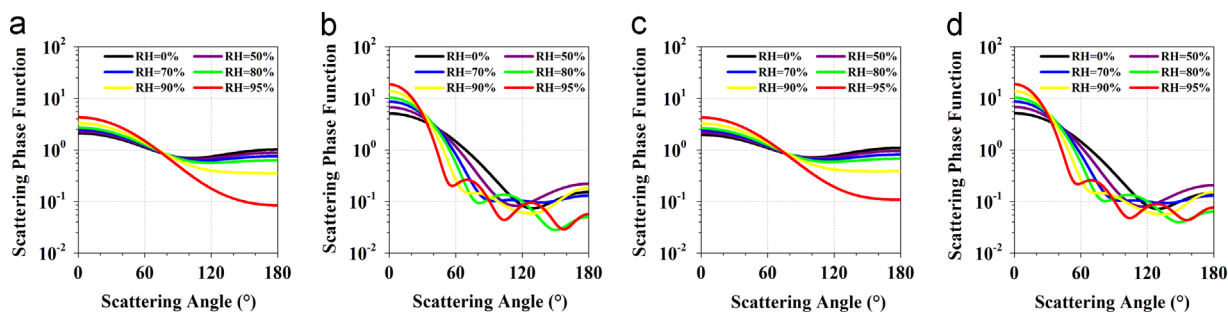 a
Scattering Phase Function
10²
10¹
10⁰
10⁻¹
10⁻²
RH=0% RH=50%
RH=70% RH=80%
RH=90% RH=95%
0 60 120 180
Scattering Angle (°)
b
Scattering Phase Function
10²
10¹
10⁰
10⁻¹
10⁻²
RH=0% RH=50%
RH=70% RH=80%
RH=90% RH=95%
0 60 120 180
Scattering Angle (°)
c
Scattering Phase Function
10²
10¹
10⁰
10⁻¹
10⁻²
RH=0% RH=50%
RH=70% RH=80%
RH=90% RH=95%
0 60 120 180
Scattering Angle (°)
d
Scattering Phase Function
10²
10¹
10⁰
10⁻¹
10⁻²
RH=0% RH=50%
RH=70% RH=80%
RH=90% RH=95%
0 60 120 180
Scattering Angle (°)